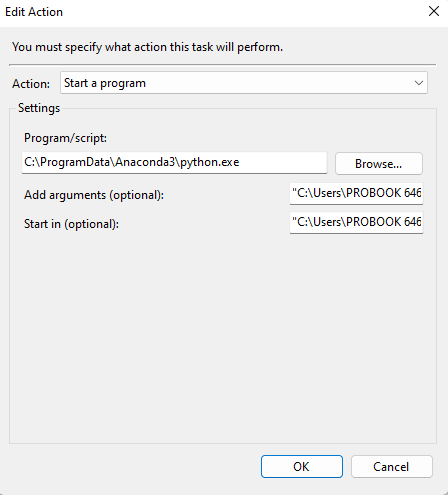 Edit Action
You must specify what action this task will perform.
Action: Start a program
Settings
Program/script:
C:\ProgramData\Anaconda3\python.exe Browse...
Add arguments (optional): "C:\Users\PROBOOK 646
Start in (optional): "C:\Users\PROBOOK 646
OK Cancel